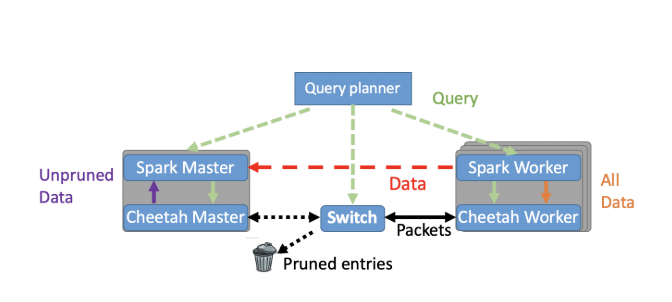 Query planner
Query
Unpruned
Data
Spark Master
Data
Spark Worker
All
Data
Cheetah Master
Switch
Packets
Cheetah Worker
Pruned entries